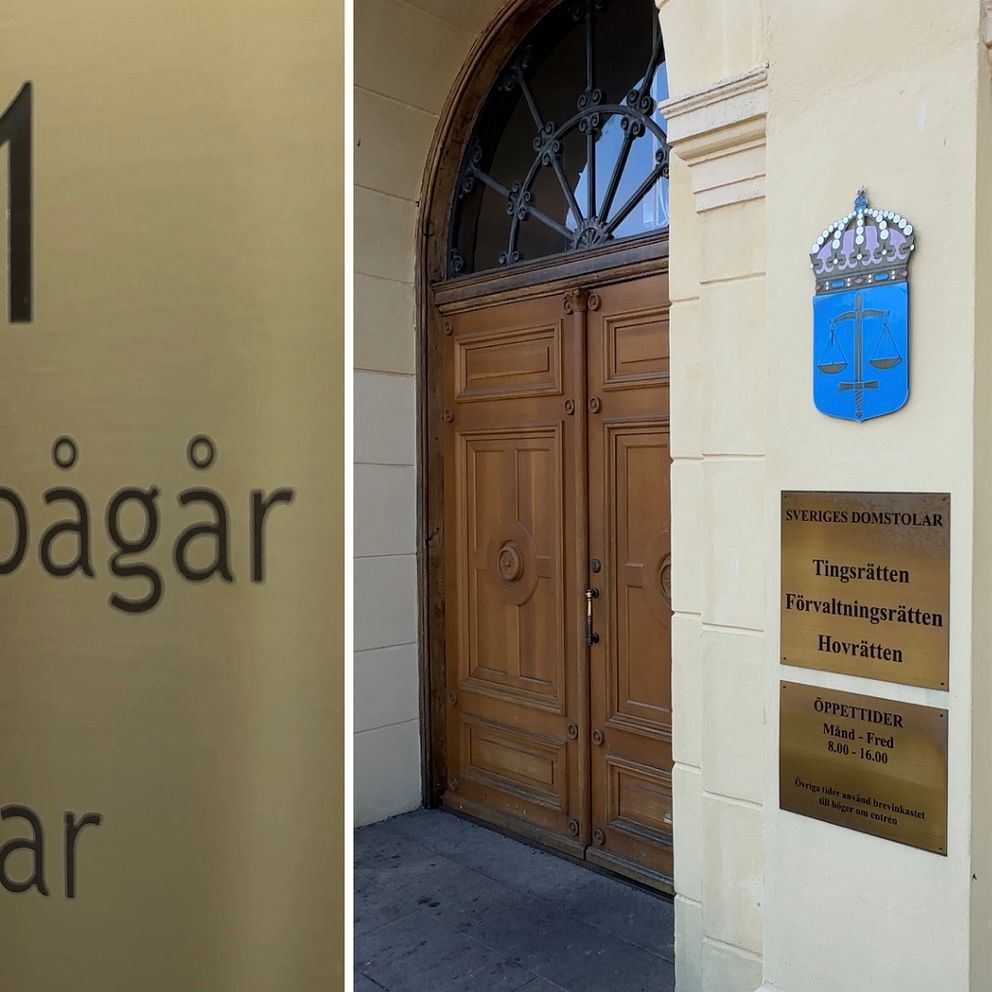 1
pågår
ar
SVERIGES DOMSTOLAR
Tingsrätten
Förvaltningsrätten
Hovrätten
ÖPPETTIDER
Månd - Fred
8.00 - 16.00
Övriga tider använd brevinkastet
till höger om entrén